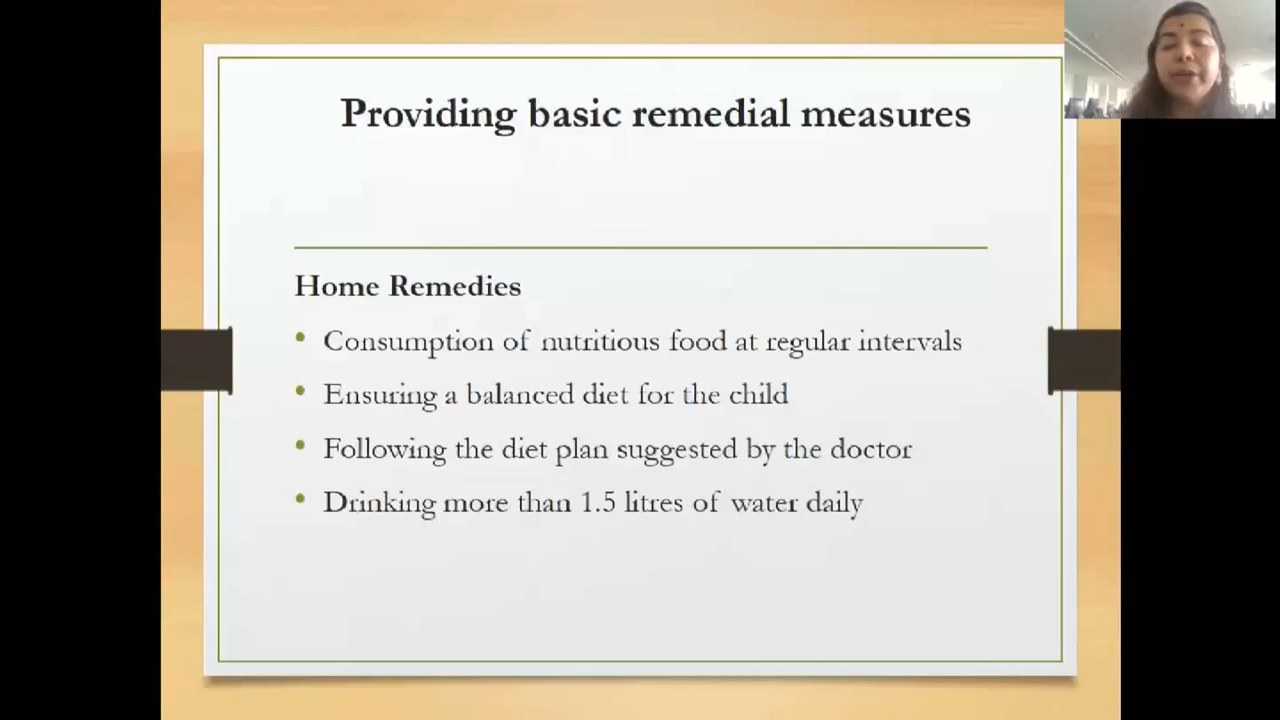 Providing basic remedial measures
Home Remedies
• Consumption of nutritious food at regular intervals
• Ensuring a balanced diet for the child
• Following the diet plan suggested by the doctor
• Drinking more than 1.5 litres of water daily